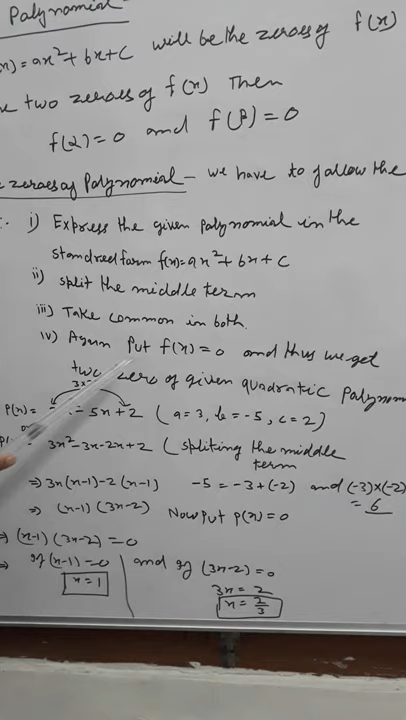 Polynomial
x) = ax² + bx + c will be the zeroes of f(x)
two zeroes of f(x) Then
f(α) = 0 and f(β) = 0
zeroes of Polynomial – we have to follow the
i) Express the given polynomial in the
standred farm f(x) = ax² + bx + c
ii) split the middle term
iii) Take common in both.
iv) Again Put f(x) = 0 and thus we get
two zero of given quadratic Polynom
P(x) = - 5x + 2 (a = 3, b = -5, c = 2)
3x² - 3x - 2x + 2 (spliting the middle term
⇒ 3x(x-1) - 2(x-1) -5 = -3 + (-2) and (-3)×(-2) = 6
⇒ (x-1) (3x-2) Now Put P(x) = 0
⇒ (x-1) (3x-2) = 0
⇒ If (x-1) = 0 and if (3x-2) = 0
x = 1
3x = 2
x = 2/3